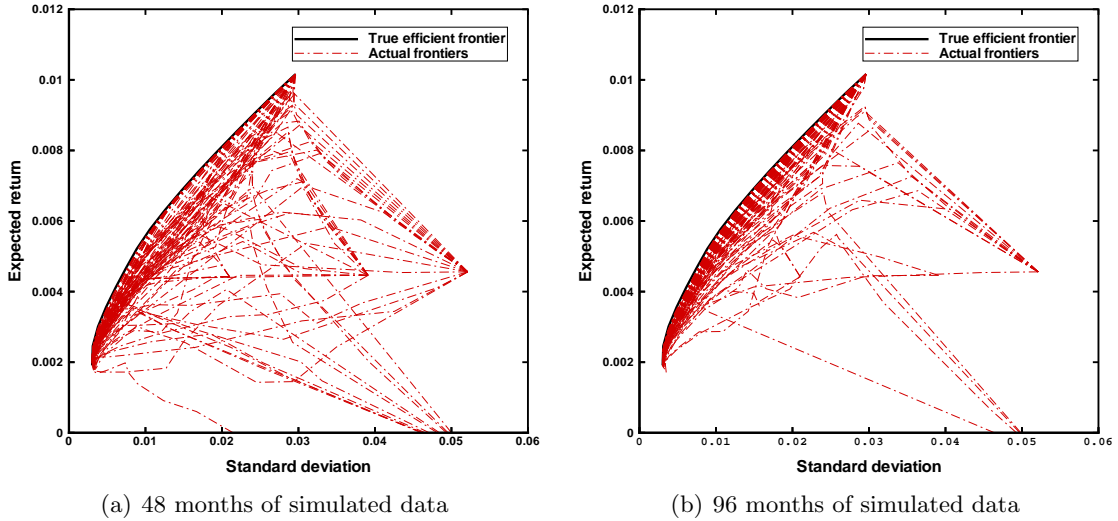 0.012
0.01
0.008
0.006
0.004
0.002
0
Expected return
True efficient frontier
Actual frontiers
0
0.01
0.02
0.03
0.04
0.05
0.06
Standard deviation
(a) 48 months of simulated data
0.012
0.01
0.008
0.006
0.004
0.002
0
Expected return
True efficient frontier
Actual frontiers
0
0.01
0.02
0.03
0.04
0.05
0.06
Standard deviation
(b) 96 months of simulated data